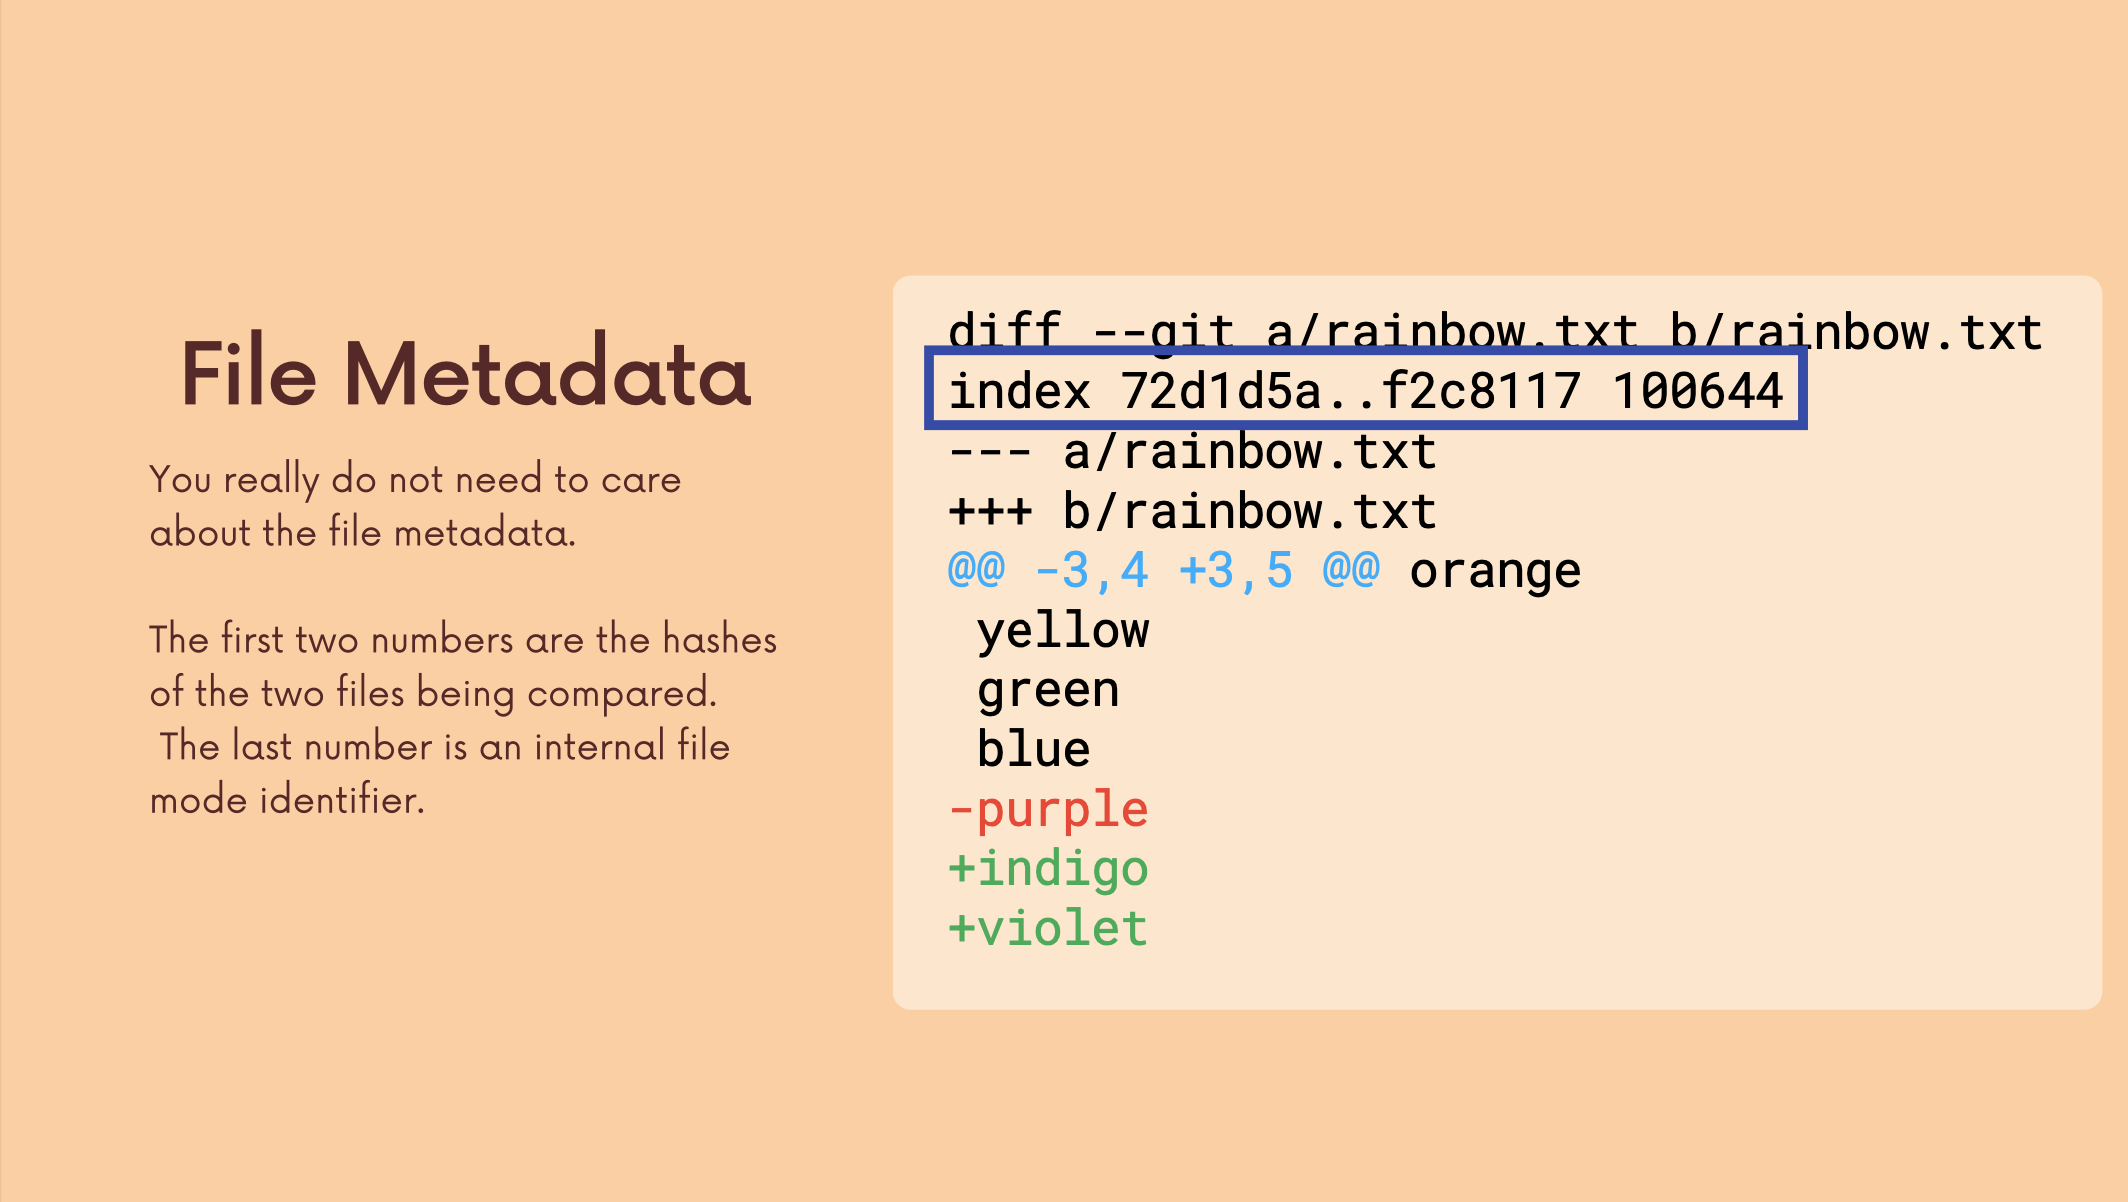 File Metadata
You really do not need to care
about the file metadata.
The first two numbers are the hashes
of the two files being compared.
The last number is an internal file
mode identifier.
diff --git a/rainbow.txt b/rainbow.txt
index 72d1d5a..f2c8117 100644
--- a/rainbow.txt
+++ b/rainbow.txt
@@ -3,4 +3,5 @@ orange
 yellow
 green
 blue
-purple
+indigo
+violet